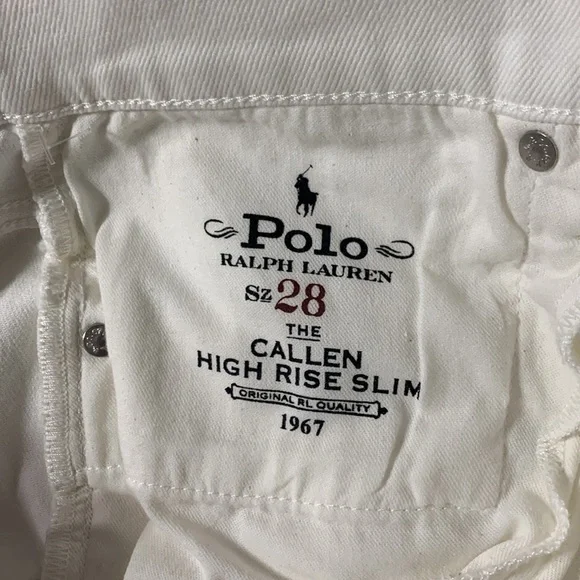 Polo
RALPH LAUREN
Sz 28
THE
CALLEN
HIGH RISE SLIM
ORIGINAL RL QUALITY
1967